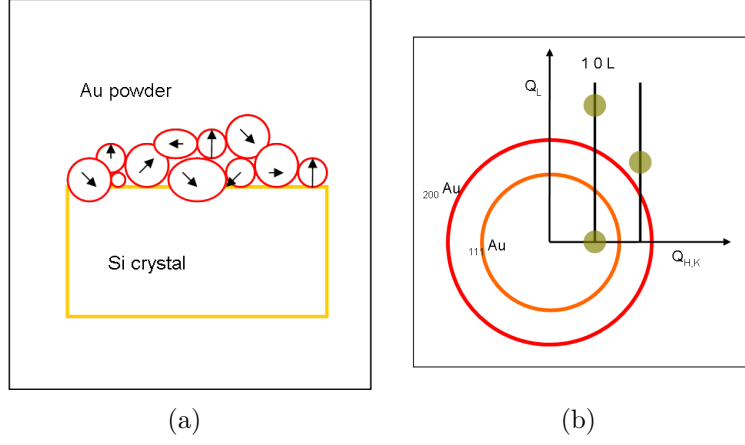 Au powder
Si crystal
(a)
Q_L
1 0 L
200 Au
111 Au
Q_H,K
(b)